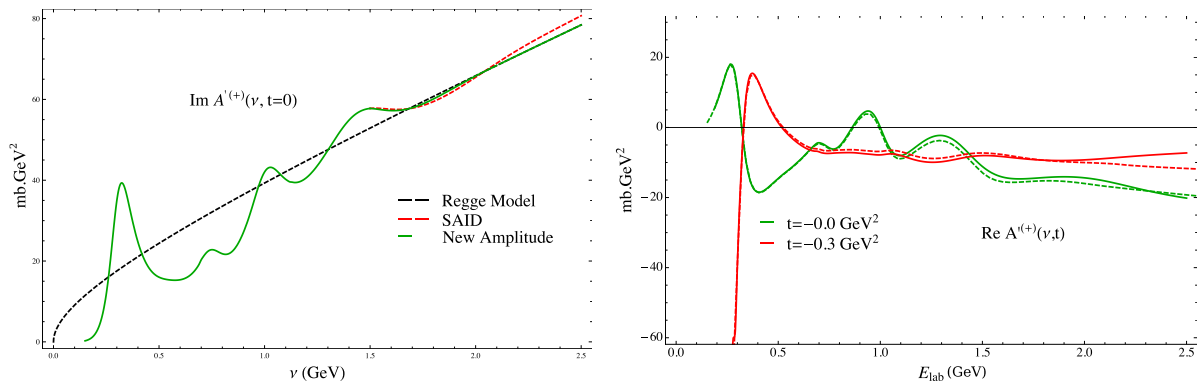 80
60
40
20
0
mb.GeV²
Im A'⁽⁺⁾(ν, t=0)
Regge Model
SAID
New Amplitude
0.0 0.5 1.0 1.5 2.0 2.5
ν (GeV)
20
0
−20
−40
−60
mb.GeV²
t=−0.0 GeV²
t=−0.3 GeV²
Re A'⁽⁺⁾(ν,t)
0.0 0.5 1.0 1.5 2.0 2.5
E_lab (GeV)